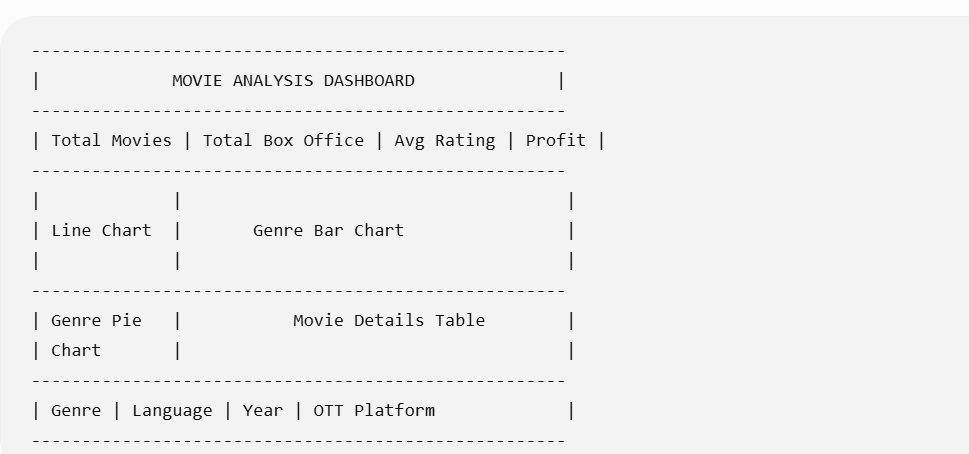 -----------------------------------------------------
|             MOVIE ANALYSIS DASHBOARD              |
-----------------------------------------------------
| Total Movies | Total Box Office | Avg Rating | Profit |
-----------------------------------------------------
|             |                                      |
| Line Chart  |       Genre Bar Chart                |
|             |                                      |
-----------------------------------------------------
| Genre Pie   |           Movie Details Table        |
| Chart       |                                      |
-----------------------------------------------------
| Genre | Language | Year | OTT Platform             |
-----------------------------------------------------